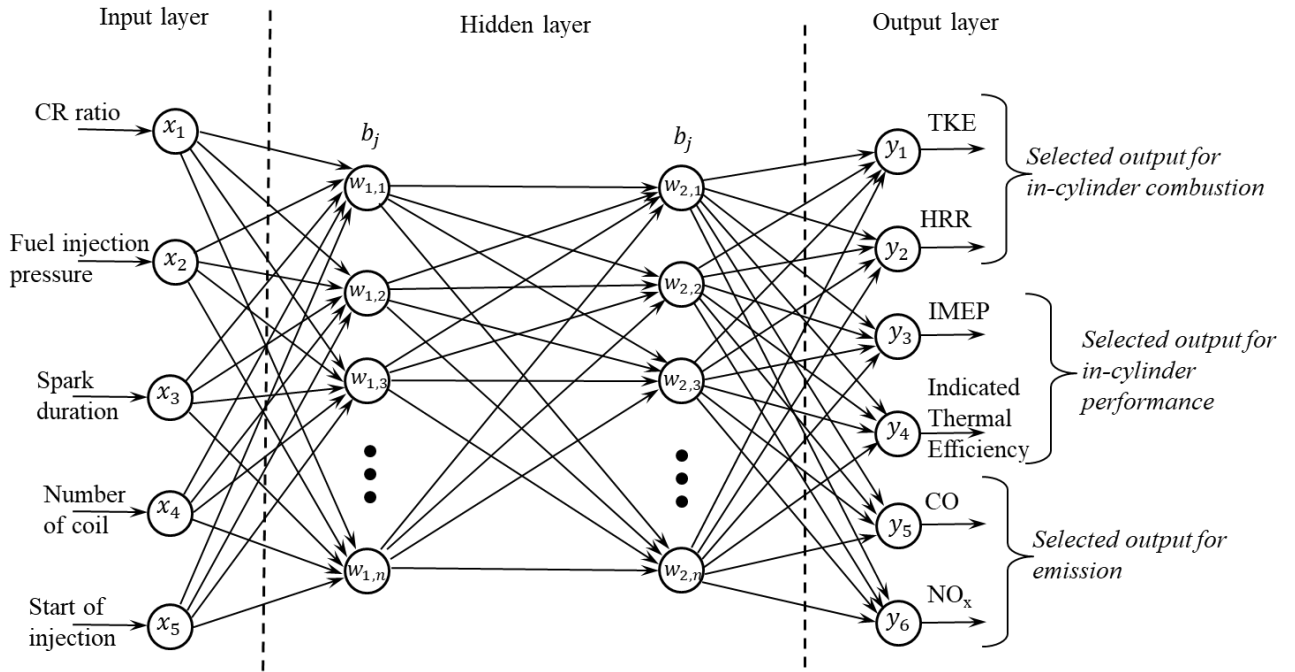 Input layer
Hidden layer
Output layer
CR ratio
Fuel injection
pressure
Spark
duration
Number
of coil
Start of
injection
x₁
x₂
x₃
x₄
x₅
bⱼ
w₁,₁
w₁,₂
w₁,₃
w₁,ₙ
bⱼ
w₂,₁
w₂,₂
w₂,₃
w₂,ₙ
y₁
y₂
y₃
y₄
y₅
y₆
TKE
HRR
IMEP
Indicated
Thermal
Efficiency
CO
NOₓ
Selected output for
in-cylinder combustion
Selected output for
in-cylinder
performance
Selected output for
emission